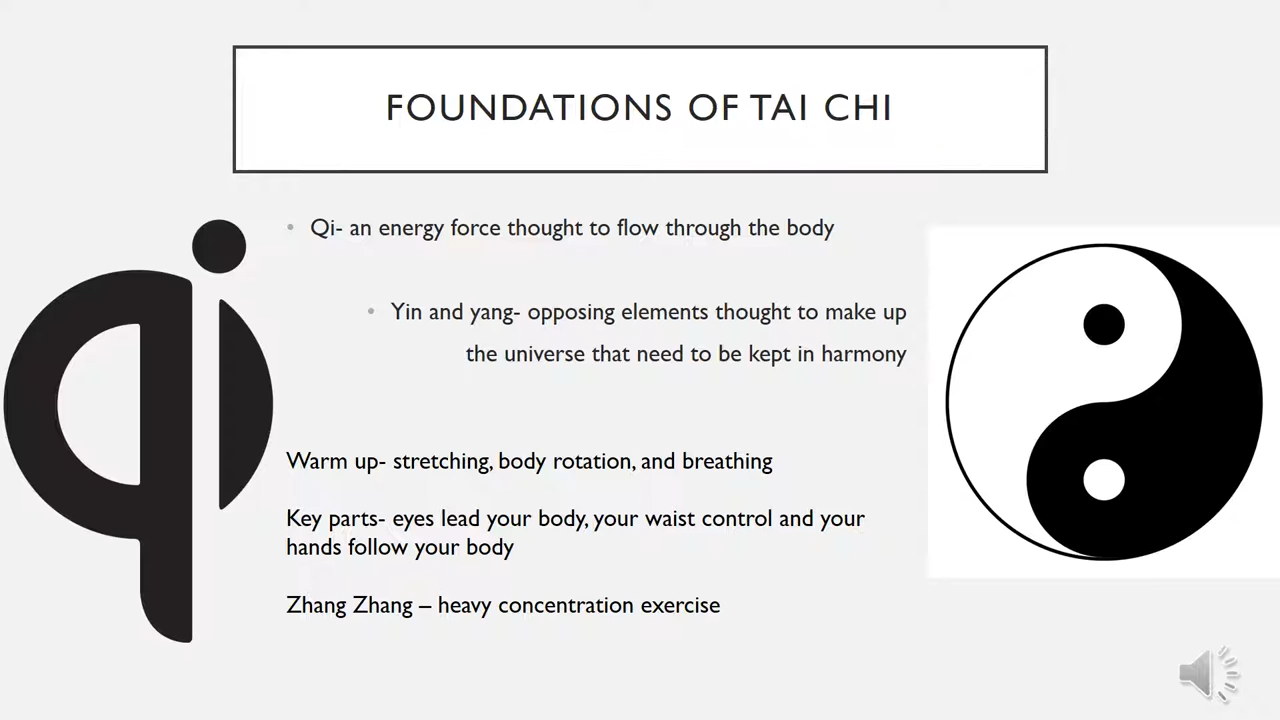 FOUNDATIONS OF TAI CHI
qi
• Qi- an energy force thought to flow through the body
• Yin and yang- opposing elements thought to make up
the universe that need to be kept in harmony
Warm up- stretching, body rotation, and breathing
Key parts- eyes lead your body, your waist control and your
hands follow your body
Zhang Zhang – heavy concentration exercise